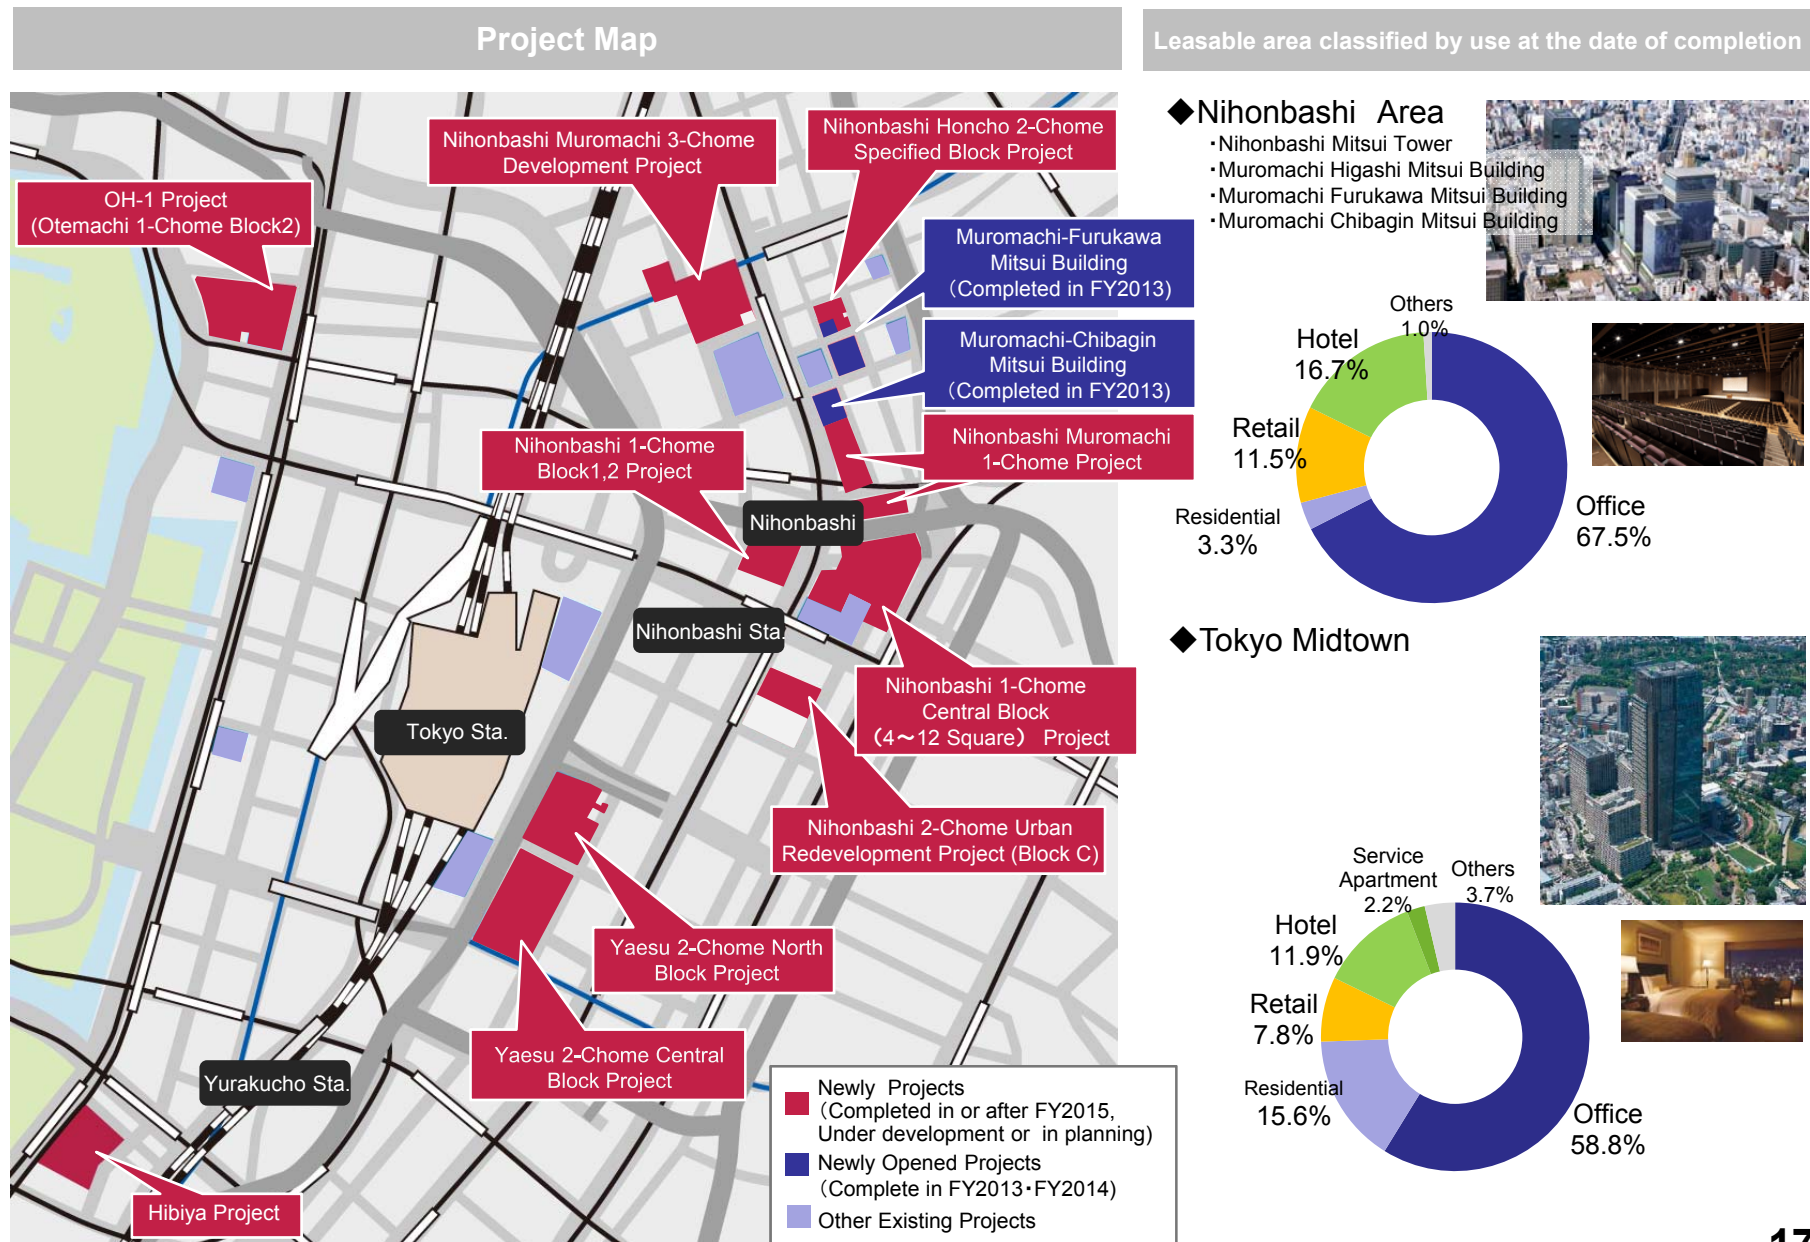 Project Map
Leasable area classified by use at the date of completion
Nihonbashi Muromachi 3-Chome
Development Project
Nihonbashi Honcho 2-Chome
Specified Block Project
OH-1 Project
(Otemachi 1-Chome Block2)
Muromachi-Furukawa
Mitsui Building
（Completed in FY2013）
Muromachi-Chibagin
Mitsui Building
（Completed in FY2013）
Nihonbashi 1-Chome
Block1,2 Project
Nihonbashi Muromachi
1-Chome Project
Nihonbashi
Nihonbashi Sta.
Tokyo Sta.
Nihonbashi 1-Chome
Central Block
（4～12 Square） Project
Nihonbashi 2-Chome Urban
Redevelopment Project (Block C)
Yaesu 2-Chome North
Block Project
Yaesu 2-Chome Central
Block Project
Yurakucho Sta.
Hibiya Project
Newly Projects
（Completed in or after FY2015,
Under development or in planning)
Newly Opened Projects
（Complete in FY2013・FY2014）
Other Existing Projects
◆Nihonbashi Area
・Nihonbashi Mitsui Tower
・Muromachi Higashi Mitsui Building
・Muromachi Furukawa Mitsui Building
・Muromachi Chibagin Mitsui Building
Others
1.0%
Hotel
16.7%
Retail
11.5%
Residential
3.3%
Office
67.5%
◆Tokyo Midtown
Service
Apartment
2.2%
Others
3.7%
Hotel
11.9%
Retail
7.8%
Residential
15.6%
Office
58.8%
17